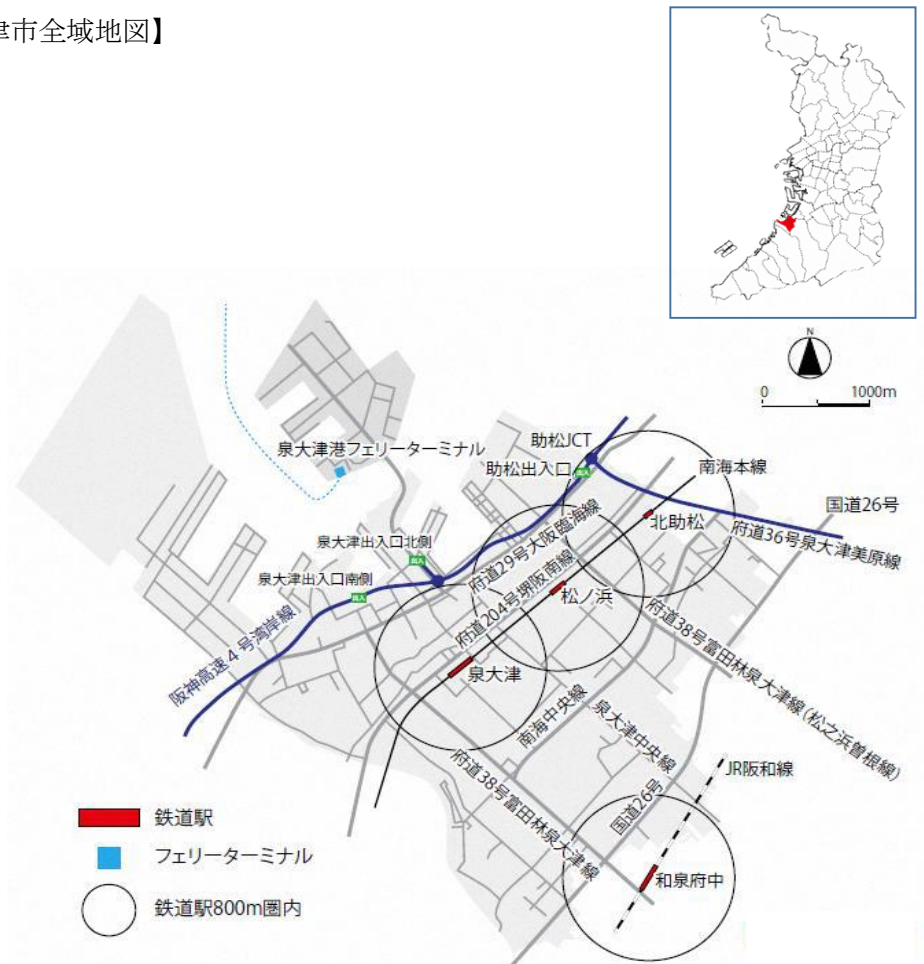 津市全域地図】
N
0 1000m
助松JCT
南海本線
泉大津港フェリーターミナル
助松出入口
出入
国道26号
北助松
府道36号泉大津美原線
府道29号大阪臨海線
泉大津出入口北側
出入
府道204号堺阪南線
泉大津出入口南側
出入
松ノ浜
府道38号富田林泉大津線(松之浜曽根線)
阪神高速4号湾岸線
泉大津
南海中央線
泉大津中央線
府道38号富田林泉大津線
国道26号
JR阪和線
和泉府中
鉄道駅
フェリーターミナル
鉄道駅800m圏内